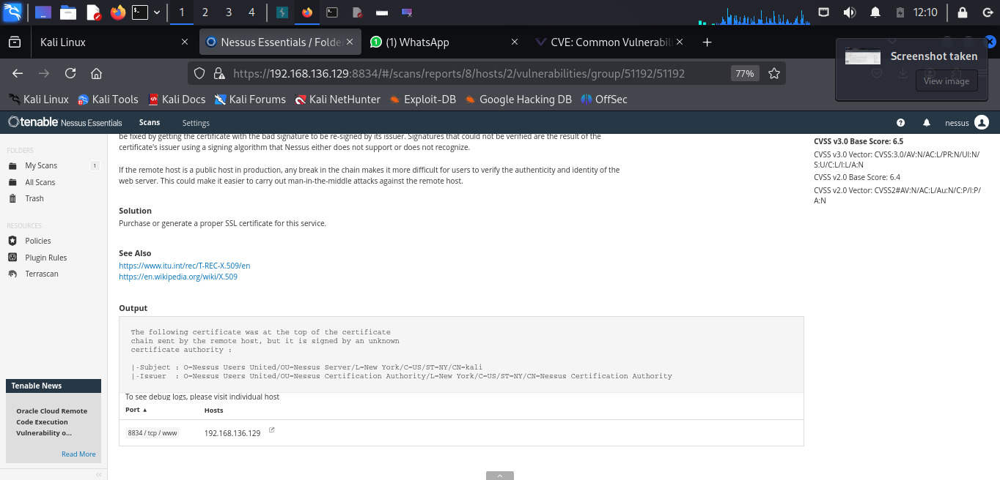 1
2
3
4
12:10
Kali Linux
Nessus Essentials / Folde
(1) WhatsApp
CVE: Common Vulnerabil
Screenshot taken
View image
https://192.168.136.129:8834/#/scans/reports/8/hosts/2/vulnerabilities/group/51192/51192
77%
Kali Linux
Kali Tools
Kali Docs
Kali Forums
Kali NetHunter
Exploit-DB
Google Hacking DB
OffSec
tenable Nessus Essentials
Scans
Settings
nessus
FOLDERS
My Scans
1
All Scans
Trash
RESOURCES
Policies
Plugin Rules
Terrascan
Tenable News
Oracle Cloud Remote
Code Execution
Vulnerability o...
Read More
be fixed by getting the certificate with the bad signature to be re-signed by its issuer. Signatures that could not be verified are the result of the
certificate's issuer using a signing algorithm that Nessus either does not support or does not recognize.
If the remote host is a public host in production, any break in the chain makes it more difficult for users to verify the authenticity and identity of the
web server. This could make it easier to carry out man-in-the-middle attacks against the remote host.
Solution
Purchase or generate a proper SSL certificate for this service.
See Also
https://www.itu.int/rec/T-REC-X.509/en
https://en.wikipedia.org/wiki/X.509
Output
The following certificate was at the top of the certificate
chain sent by the remote host, but it is signed by an unknown
certificate authority :
|-Subject : O=Nessus Users United/OU=Nessus Server/L=New York/C=US/ST=NY/CN=kali
|-Issuer : O=Nessus Users United/OU=Nessus Certification Authority/L=New York/C=US/ST=NY/CN=Nessus Certification Authority
To see debug logs, please visit individual host
Port ▲ Hosts
8834 / tcp / www 192.168.136.129
CVSS v3.0 Base Score: 6.5
CVSS v3.0 Vector: CVSS:3.0/AV:N/AC:L/PR:N/UI:N/
S:U/C:L/I:L/A:N
CVSS v2.0 Base Score: 6.4
CVSS v2.0 Vector: CVSS2#AV:N/AC:L/Au:N/C:P/I:P/
A:N